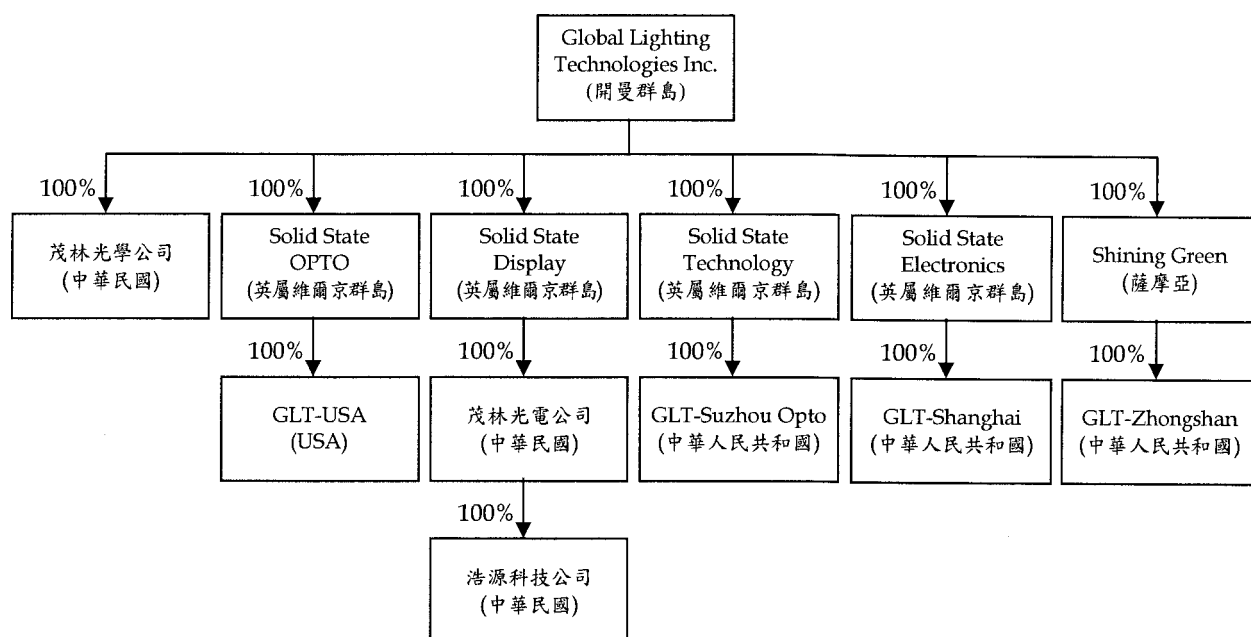 Global Lighting
Technologies Inc.
(開曼群島)
100%
100%
100%
100%
100%
100%
茂林光學公司
(中華民國)
Solid State
OPTO
(英屬維爾京群島)
Solid State
Display
(英屬維爾京群島)
Solid State
Technology
(英屬維爾京群島)
Solid State
Electronics
(英屬維爾京群島)
Shining Green
(薩摩亞)
100%
100%
100%
100%
100%
GLT-USA
(USA)
茂林光電公司
(中華民國)
GLT-Suzhou Opto
(中華人民共和國)
GLT-Shanghai
(中華人民共和國)
GLT-Zhongshan
(中華人民共和國)
100%
浩源科技公司
(中華民國)